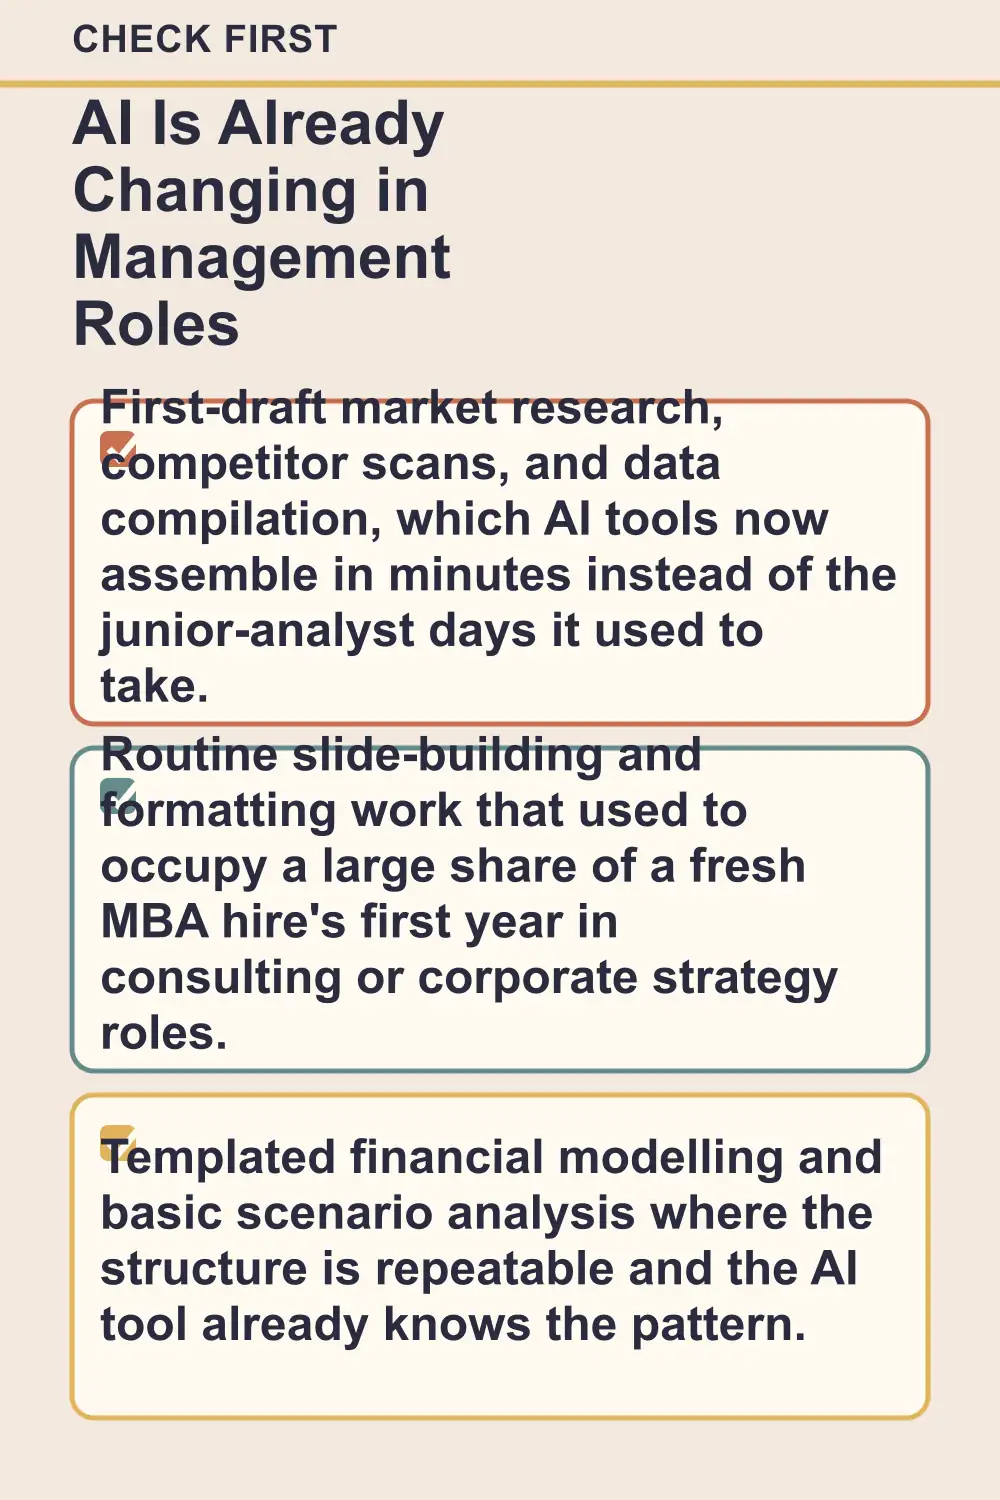 CHECK FIRST
AI Is Already
Changing in
Management
Roles
First-draft market research,
competitor scans, and data
compilation, which AI tools now
assemble in minutes instead of the
junior-analyst days it used to
take.
Routine slide-building and
formatting work that used to
occupy a large share of a fresh
MBA hire's first year in
consulting or corporate strategy
roles.
Templated financial modelling and
basic scenario analysis where the
structure is repeatable and the AI
tool already knows the pattern.